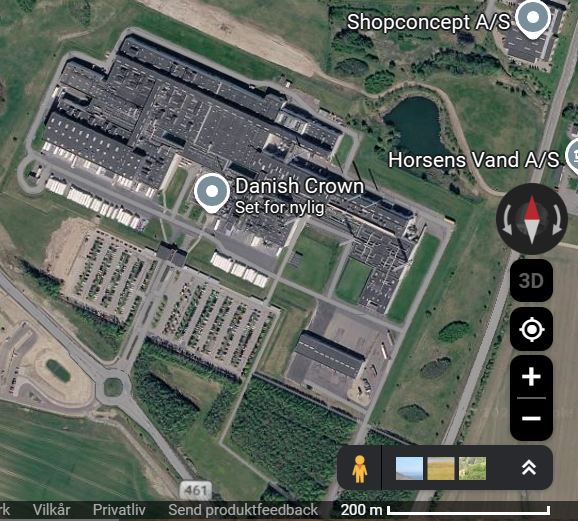 Shopconcept A/S
Horsens Vand A/S
Danish Crown
Set for nylig
3D
461
Vilkår Privatliv Send produktfeedback 200 m